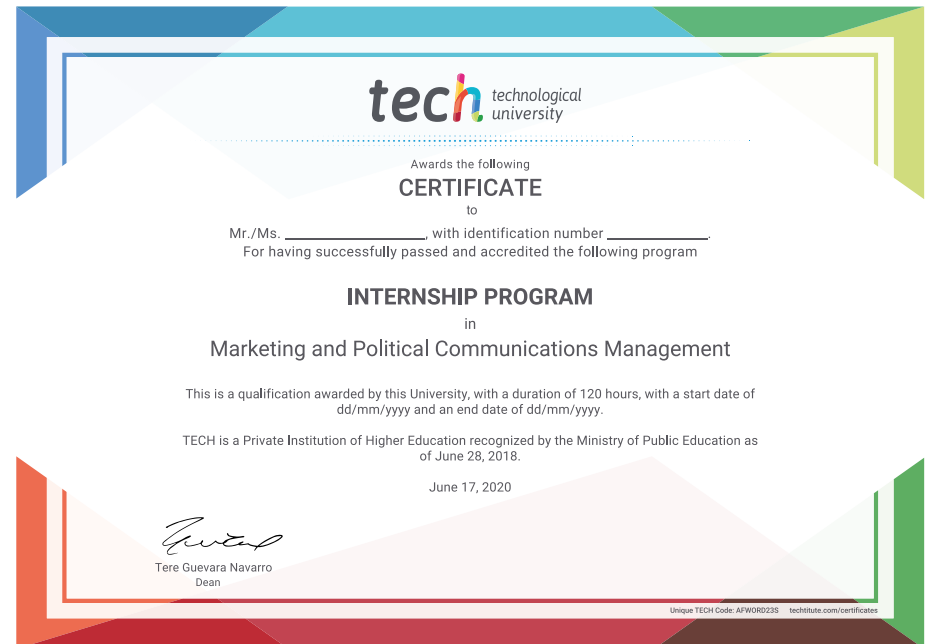 tech technological
university
Awards the following
CERTIFICATE
to
Mr./Ms. ____________________, with identification number ______________.
For having successfully passed and accredited the following program
INTERNSHIP PROGRAM
in
Marketing and Political Communications Management
This is a qualification awarded by this University, with a duration of 120 hours, with a start date of
dd/mm/yyyy and an end date of dd/mm/yyyy.
TECH is a Private Institution of Higher Education recognized by the Ministry of Public Education as
of June 28, 2018.
June 17, 2020
Tere Guevara Navarro
Dean
Unique TECH Code: AFWORD23S techtitute.com/certificates